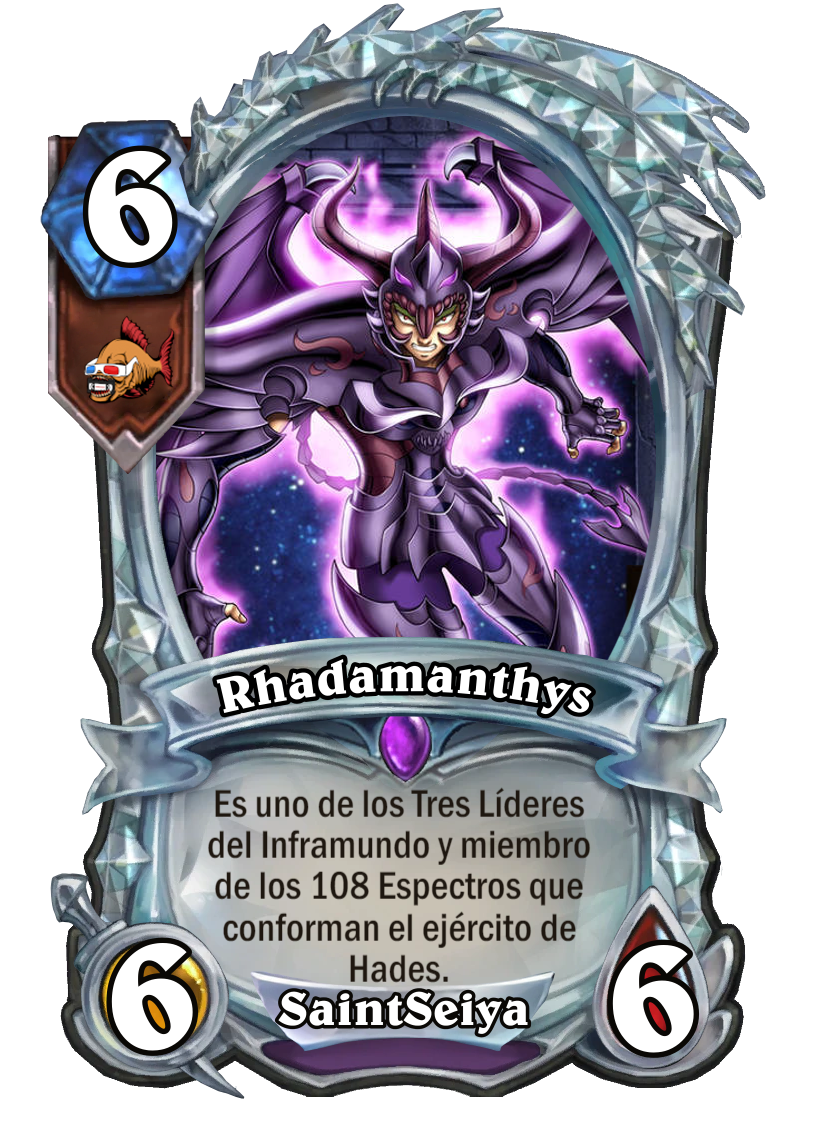 6
Rhadamanthys
Es uno de los Tres Líderes
del Inframundo y miembro
de los 108 Espectros que
conforman el ejército de
Hades.
SaintSeiya
6
6